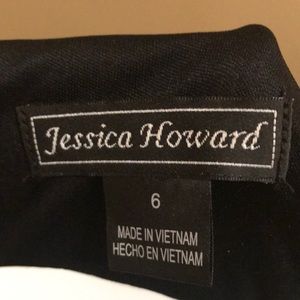 Jessica Howard
6
MADE IN VIETNAM
HECHO EN VIETNAM